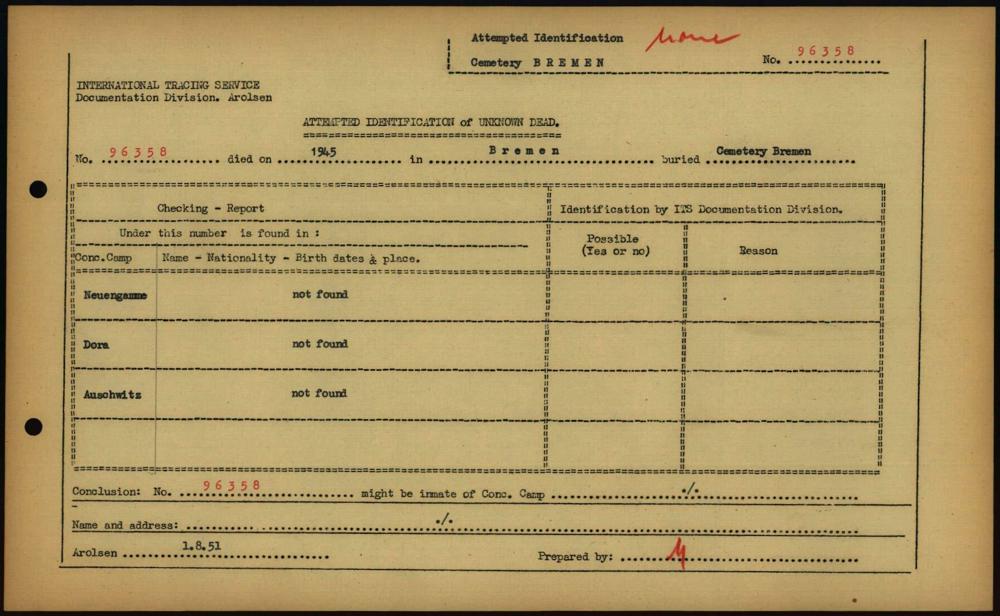 Attempted Identification None
Cemetery B R E M E N No. 96358
INTERNATIONAL TRACING SERVICE
Documentation Division. Arolsen
ATTEMPTED IDENTIFICATION of UNKNOWN DEAD.
No. 96358 died on 1945 in B r e m e n buried Cemetery Bremen
Checking - Report
Identification by ITS Documentation Division.
Under this number is found in :
Possible
(Yes or no)
Reason
Conc.Camp Name - Nationality - Birth dates & place.
Neuengamme not found
Dora not found
Auschwitz not found
Conclusion: No. 96358 might be inmate of Conc. Camp ./.
Name and address: ./.
Arolsen 1.8.51 Prepared by: